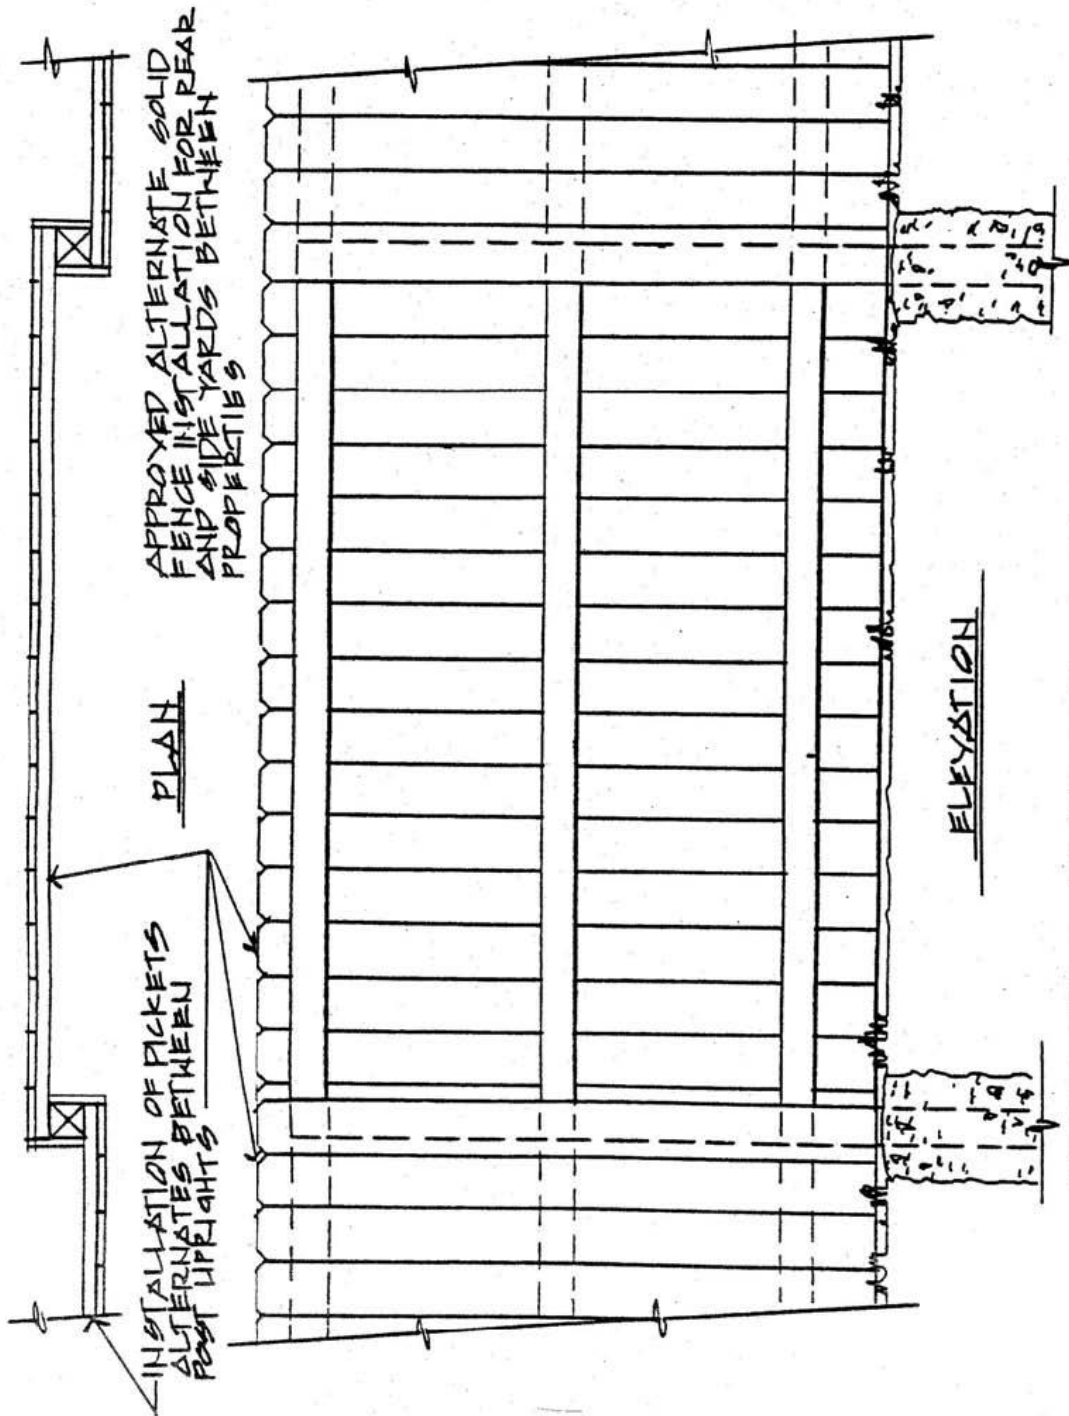 APPROVED ALTERNATE SOLID
FENCE INSTALLATION FOR REAR
AND SIDE YARDS BETWEEN
PROPERTIES
PLAN
INSTALLATION OF PICKETS
ALTERNATES BETWEEN
POST UPRIGHTS
ELEVATION